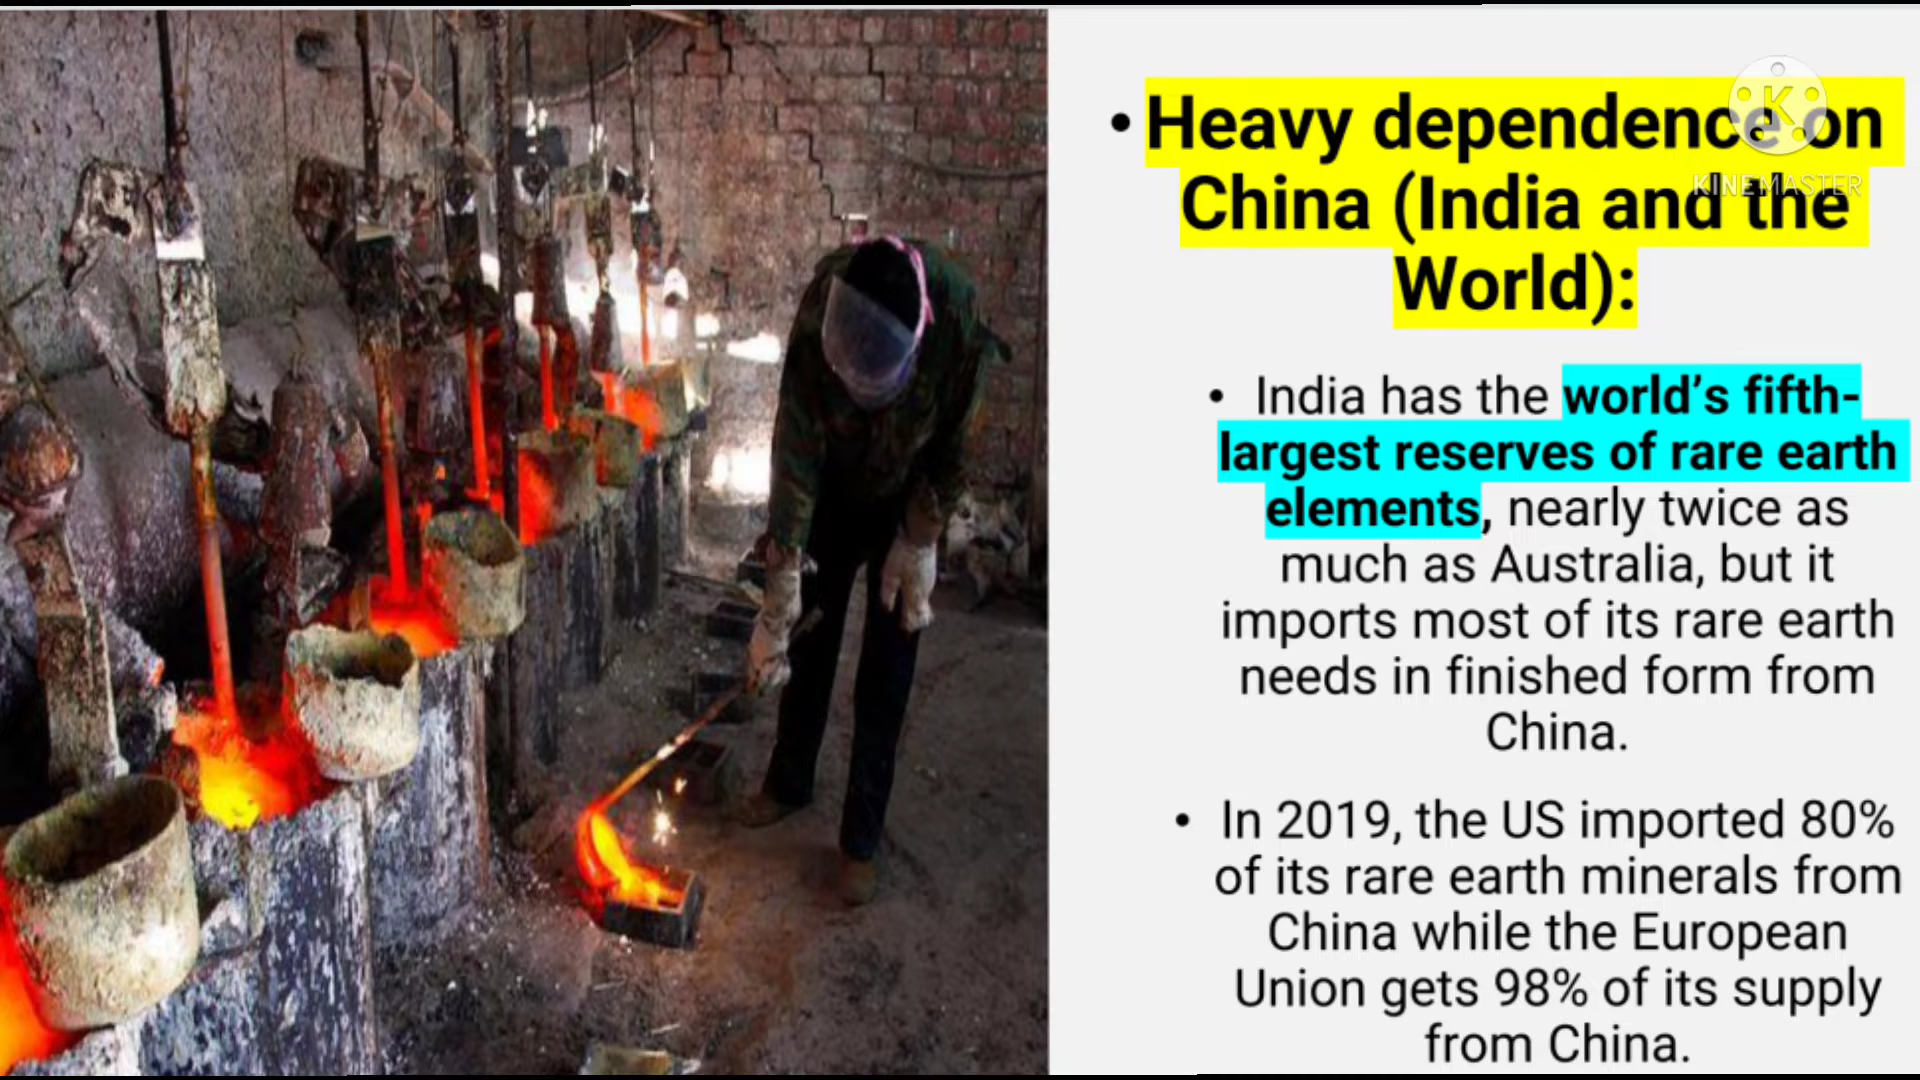 • Heavy dependence on
China (India and the
World):
KINEMASTER
• India has the world’s fifth-
largest reserves of rare earth
elements, nearly twice as
much as Australia, but it
imports most of its rare earth
needs in finished form from
China.
• In 2019, the US imported 80%
of its rare earth minerals from
China while the European
Union gets 98% of its supply
from China.